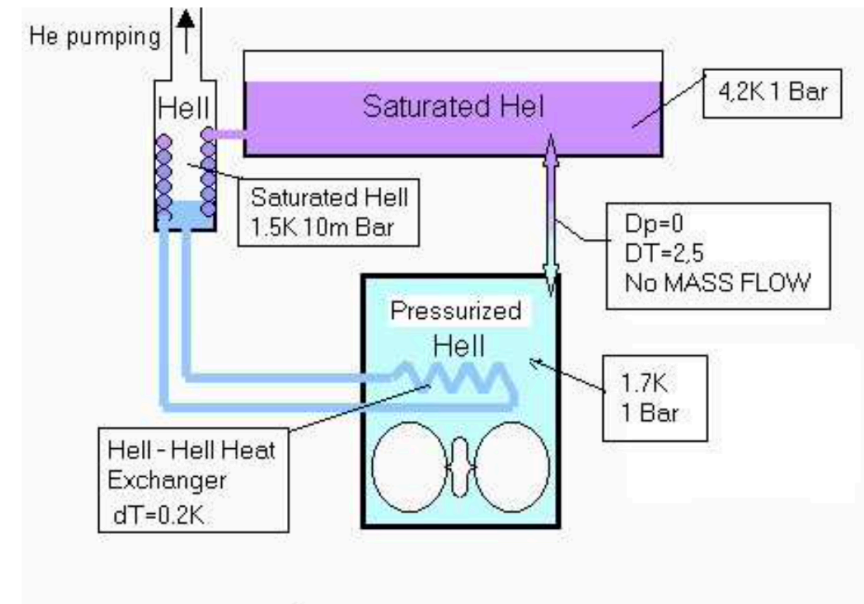 He pumping
HeII
Saturated HeI
4,2K 1 Bar
Saturated HeII
1.5K 10m Bar
Dp=0
DT=2,5
No MASS FLOW
Pressurized
HeII
1.7K
1 Bar
HeII - HeII Heat
Exchanger
dT=0.2K